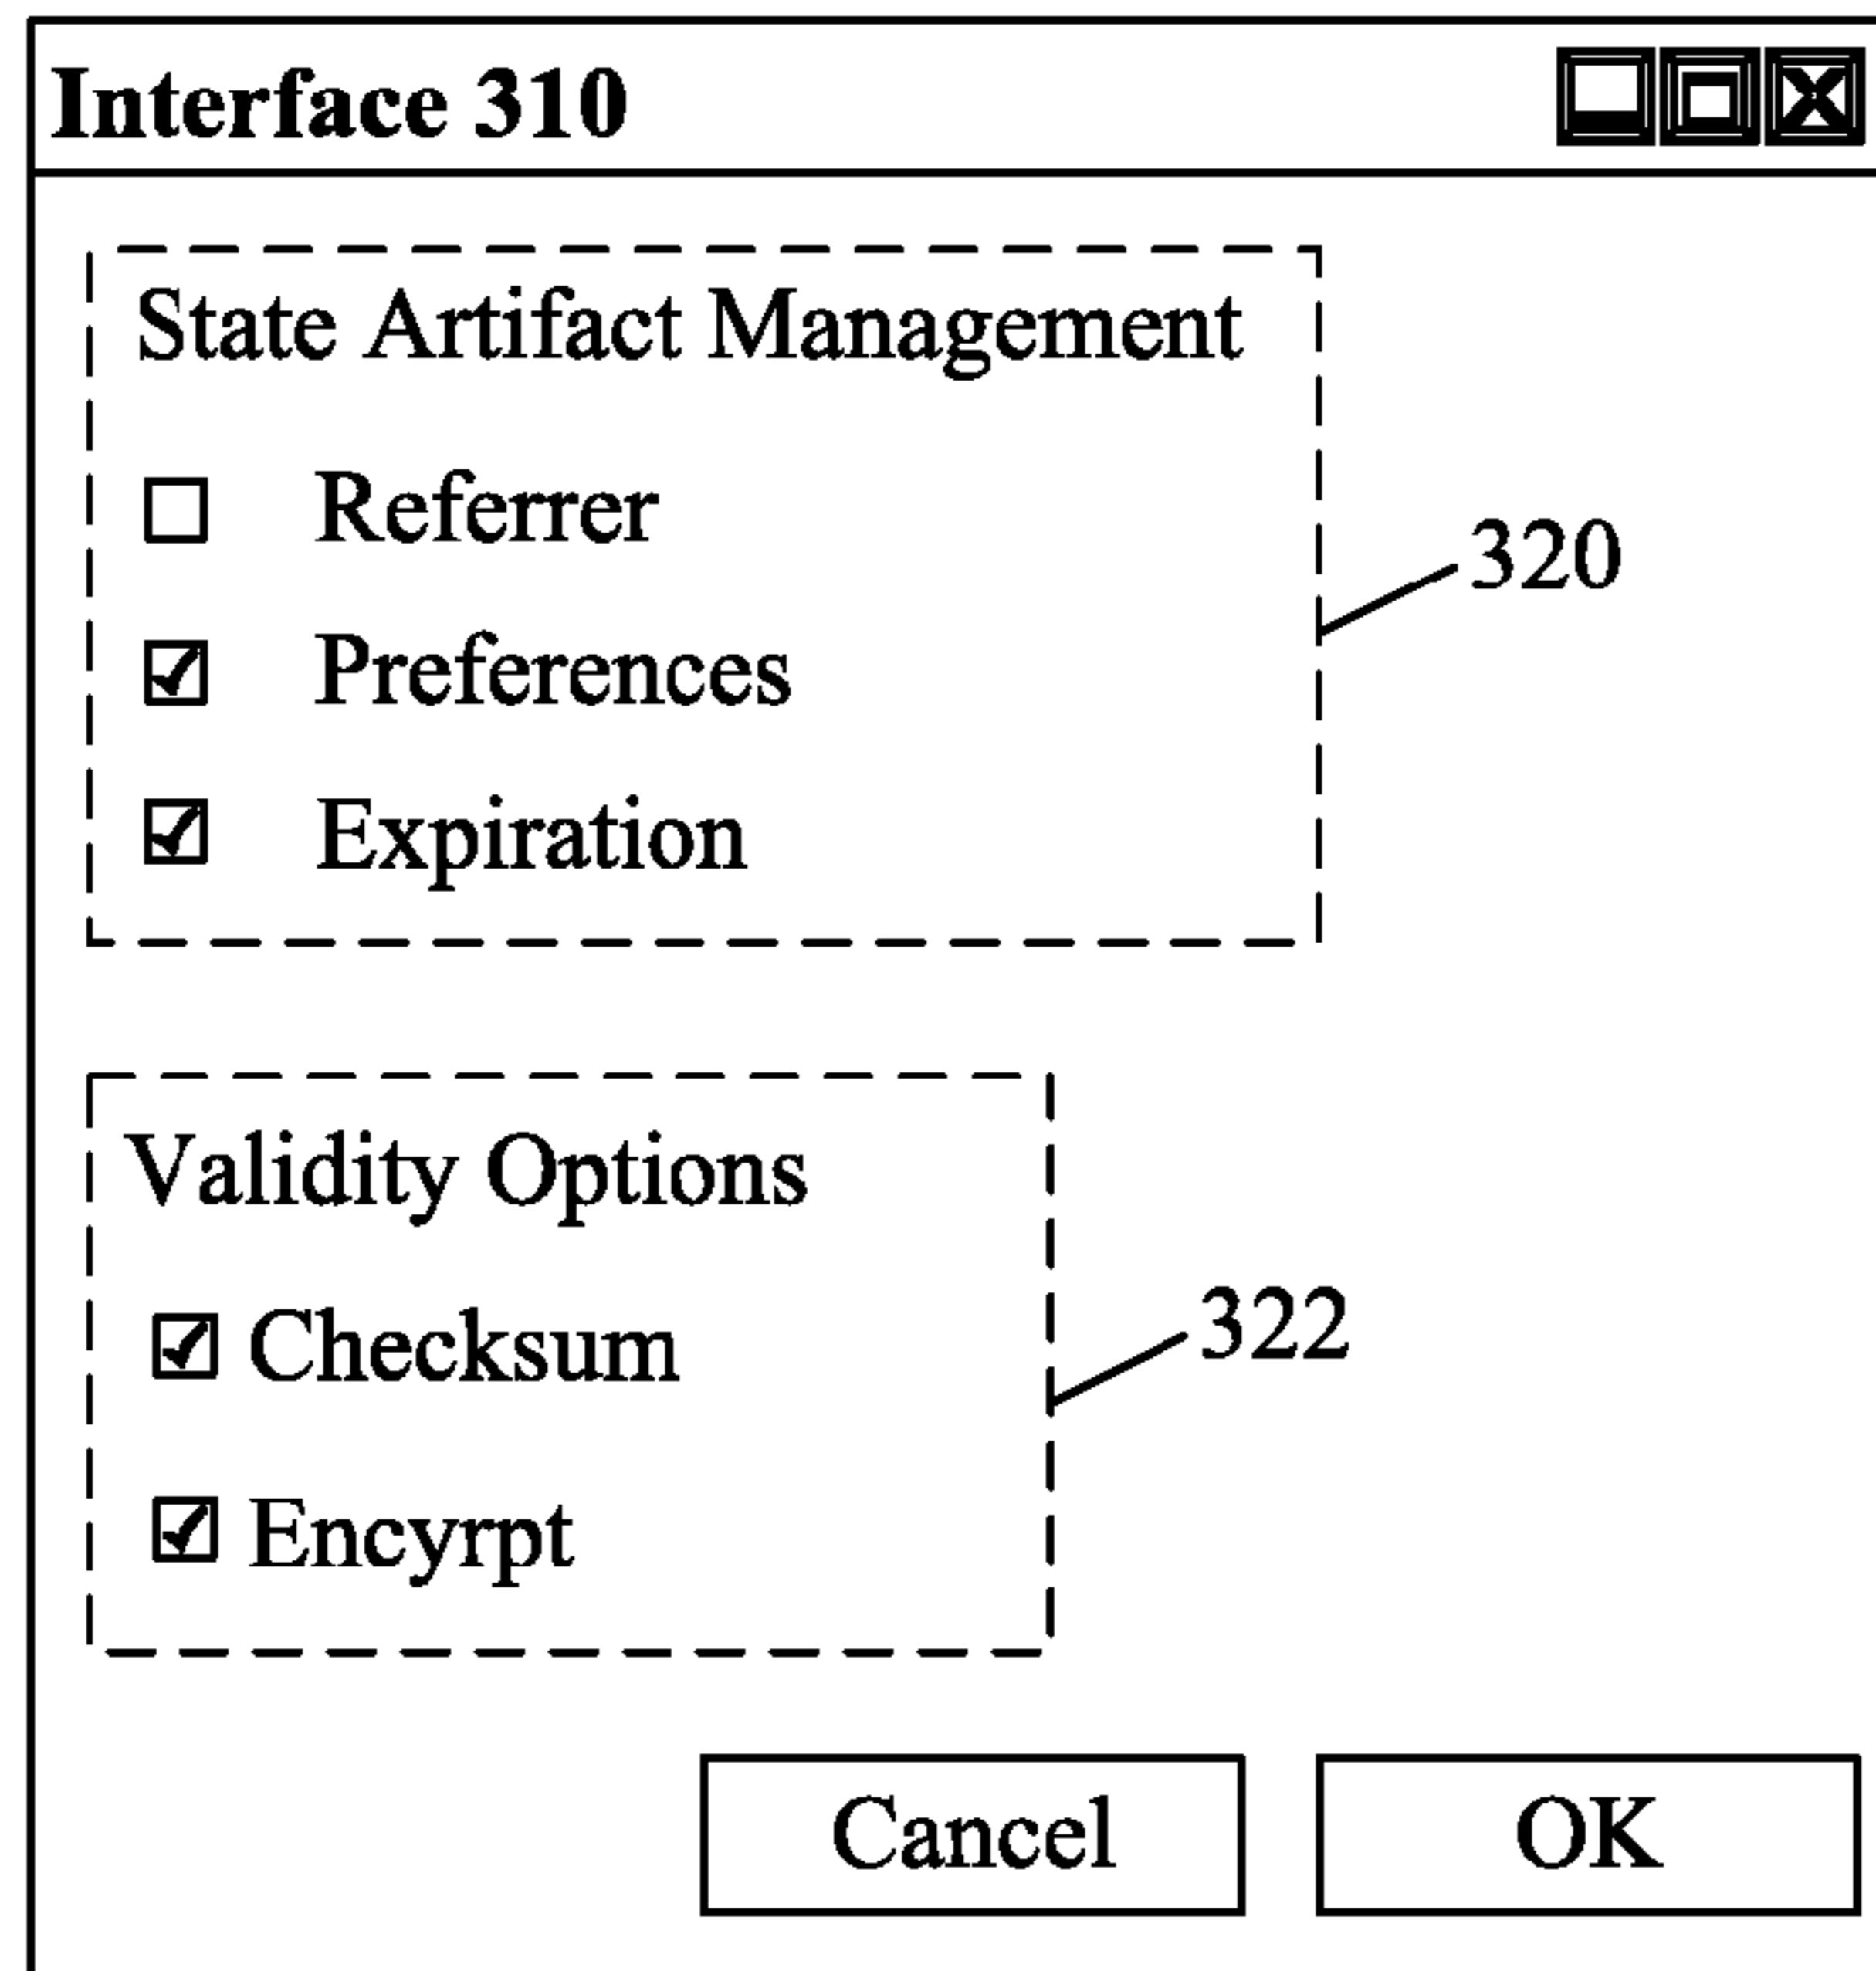 Interface 310
State Artifact Management
Referrer
Preferences
Expiration
320
Validity Options
Checksum
Encyrpt
322
Cancel
OK